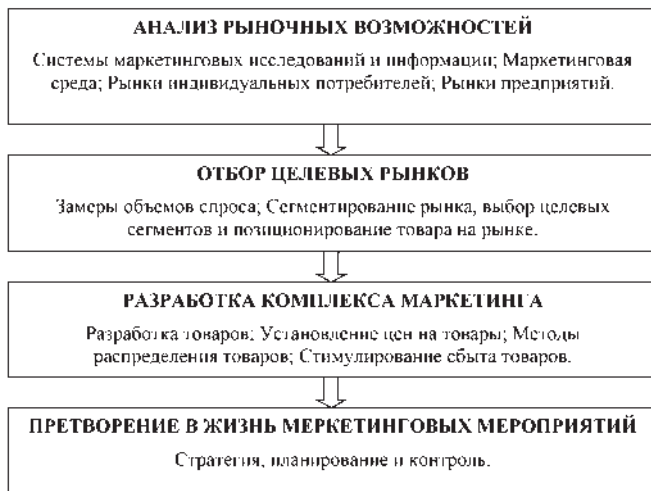 АНАЛИЗ РЫНОЧНЫХ ВОЗМОЖНОСТЕЙ
Системы маркетинговых исследований и информации; Маркетинговая
среда; Рынки индивидуальных потребителей; Рынки предприятий.
ОТБОР ЦЕЛЕВЫХ РЫНКОВ
Замеры объемов спроса; Сегментирование рынка, выбор целевых
сегментов и позиционирование товара на рынке.
РАЗРАБОТКА КОМПЛЕКСА МАРКЕТИНГА
Разработка товаров; Установление цен на товары; Методы
распределения товаров; Стимулирование сбыта товаров.
ПРЕТВОРЕНИЕ В ЖИЗНЬ МЕРКЕТИНГОВЫХ МЕРОПРИЯТИЙ
Стратегия, планирование и контроль.